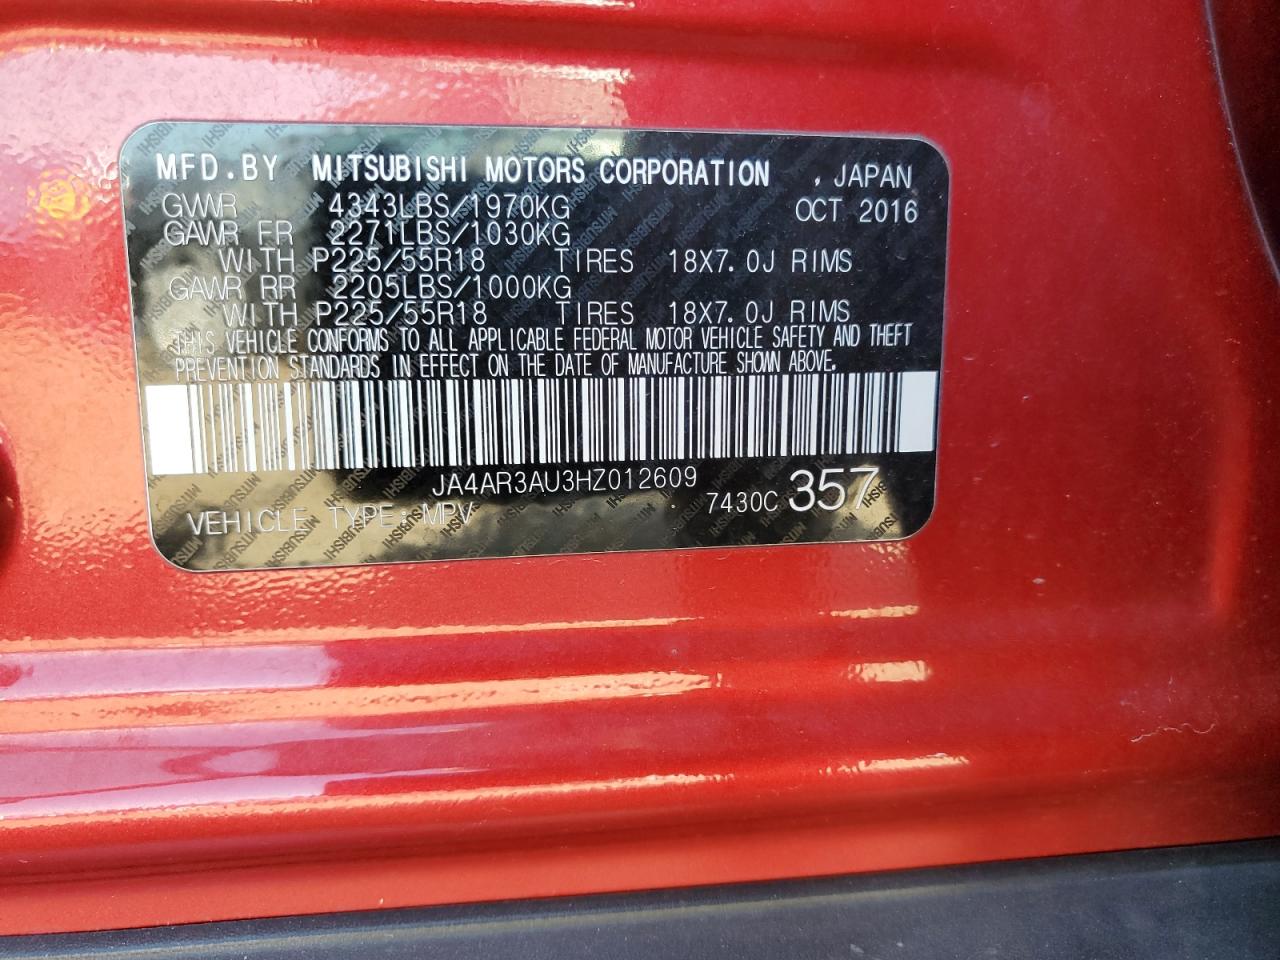 MFD.BY MITSUBISHI MOTORS CORPORATION , JAPAN
GVWR 4343LBS/1970KG OCT 2016
GAWR FR 2271LBS/1030KG
WITH P225/55R18 TIRES 18X7.0J RIMS
GAWR RR 2205LBS/1000KG
WITH P225/55R18 TIRES 18X7.0J RIMS
THIS VEHICLE CONFORMS TO ALL APPLICABLE FEDERAL MOTOR VEHICLE SAFETY AND THEFT
PREVENTION STANDARDS IN EFFECT ON THE DATE OF MANUFACTURE SHOWN ABOVE.
JA4AR3AU3HZ012609
VEHICLE TYPE:MPV 7430C 357